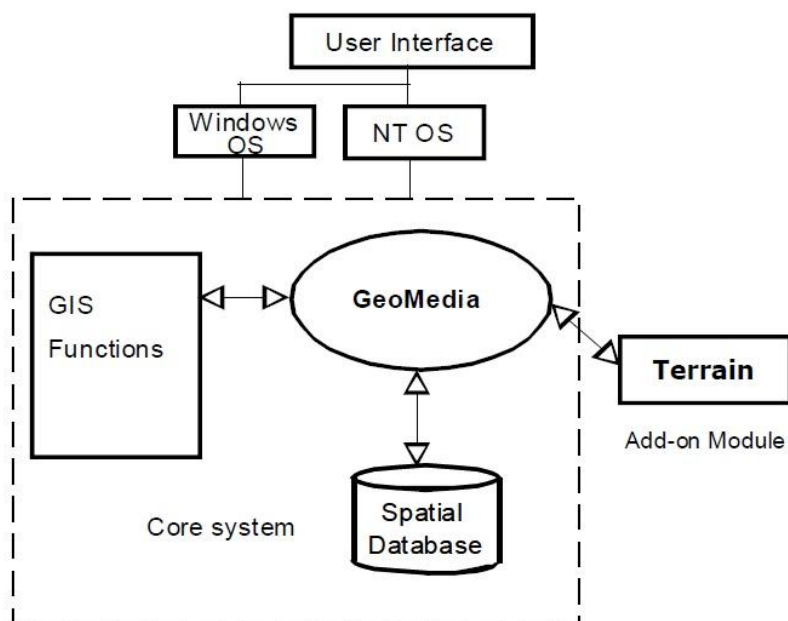 User Interface
Windows
OS
NT OS
GIS
Functions
GeoMedia
Terrain
Add-on Module
Core system
Spatial
Database